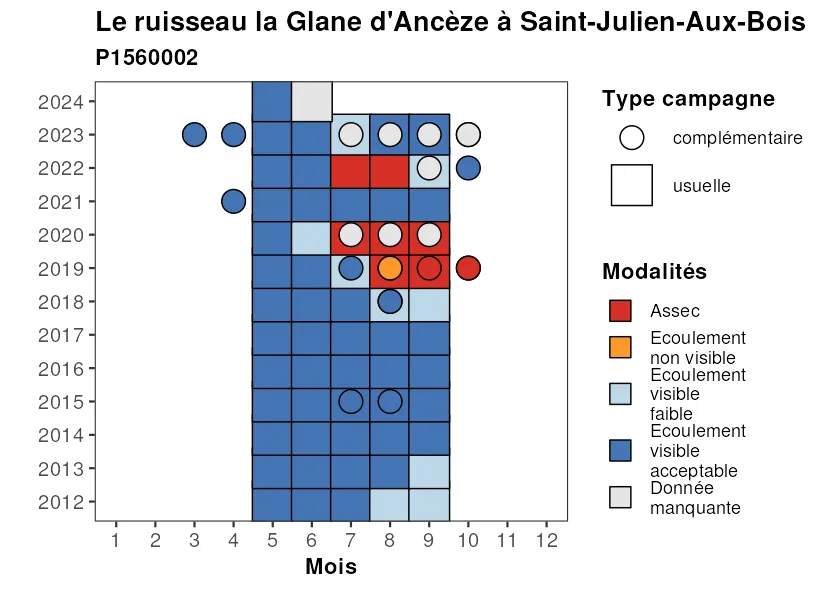 Le ruisseau la Glane d'Ancèze à Saint-Julien-Aux-Bois
P1560002
2024
2023
2022
2021
2020
2019
2018
2017
2016
2015
2014
2013
2012
1 2 3 4 5 6 7 8 9 10 11 12
Mois
Type campagne
complémentaire
usuelle
Modalités
Assec
Ecoulement
non visible
Ecoulement
visible
faible
Ecoulement
visible
acceptable
Donnée
manquante